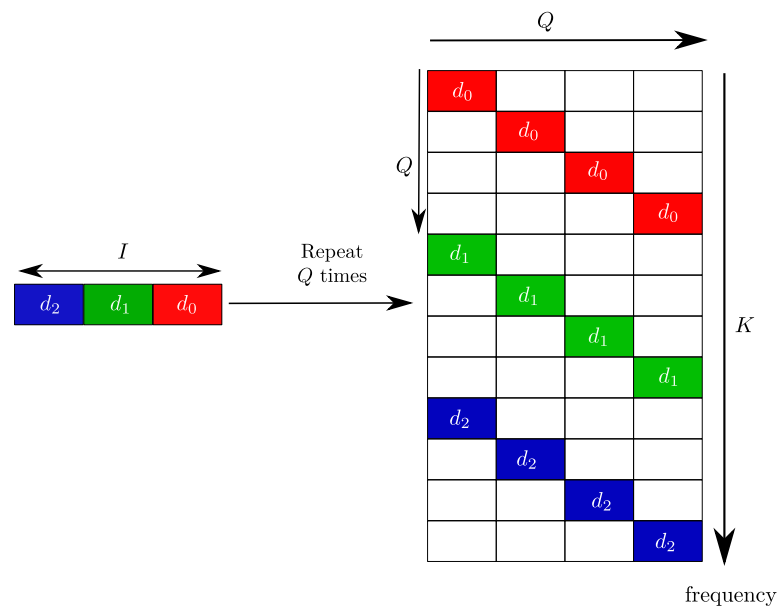 Q
d₀
d₀
Q
d₀
d₀
I
Repeat
Q times
d₁
d₂ d₁ d₀
d₁
K
d₁
d₁
d₂
d₂
d₂
d₂
frequency